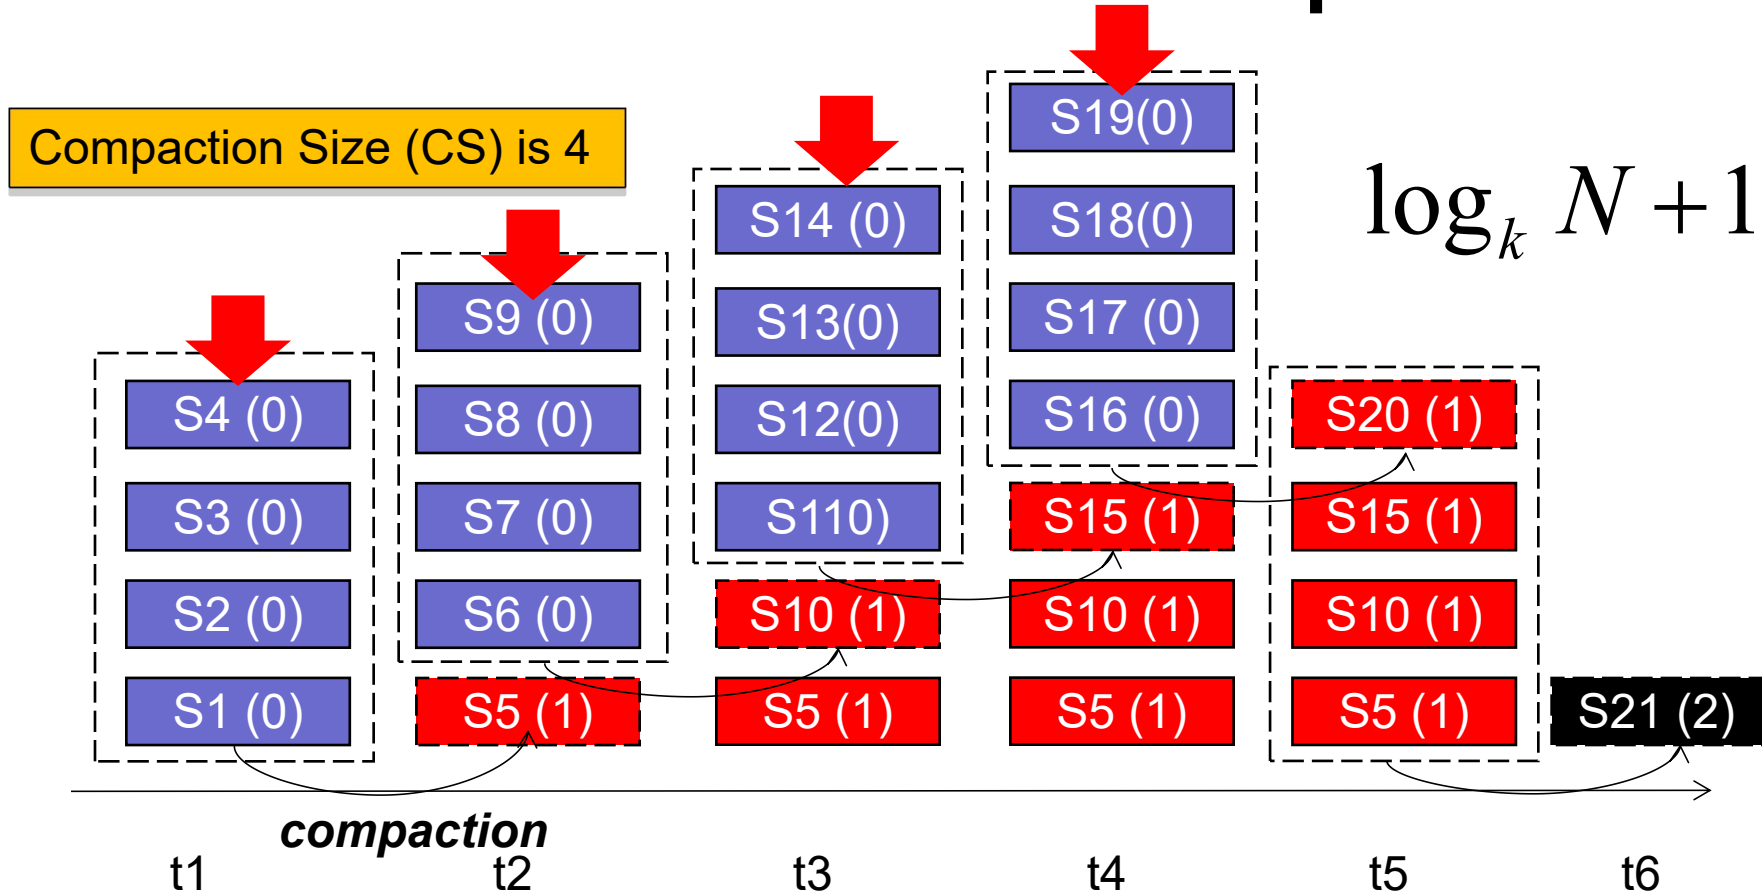 S19(0)
Compaction Size (CS) is 4
S14 (0)
S18(0)
log_k N + 1
S9 (0)
S13(0)
S17 (0)
S4 (0)
S8 (0)
S12(0)
S16 (0)
S20 (1)
S3 (0)
S7 (0)
S110)
S15 (1)
S15 (1)
S2 (0)
S6 (0)
S10 (1)
S10 (1)
S10 (1)
S1 (0)
S5 (1)
S5 (1)
S5 (1)
S5 (1)
S21 (2)
compaction
t1
t2
t3
t4
t5
t6